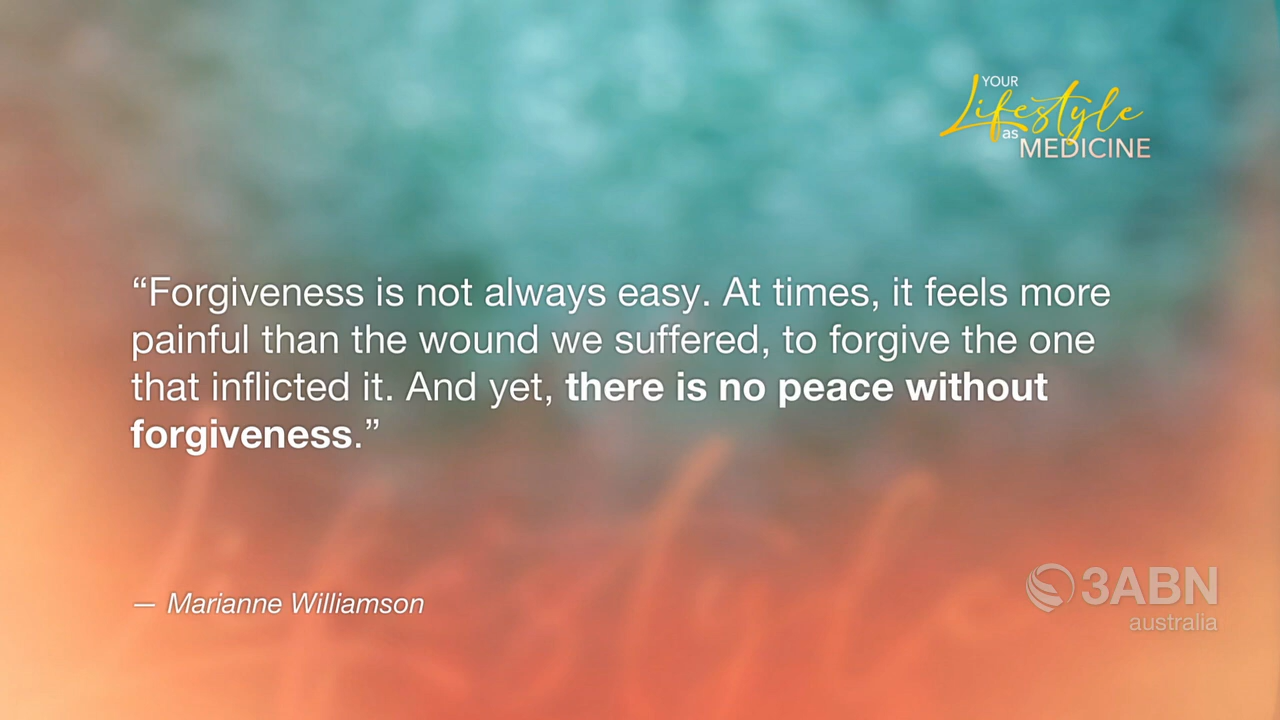 YOUR
Lifestyle
as
MEDICINE
“Forgiveness is not always easy. At times, it feels more
painful than the wound we suffered, to forgive the one
that inflicted it. And yet, there is no peace without
forgiveness.”
— Marianne Williamson
3ABN
australia